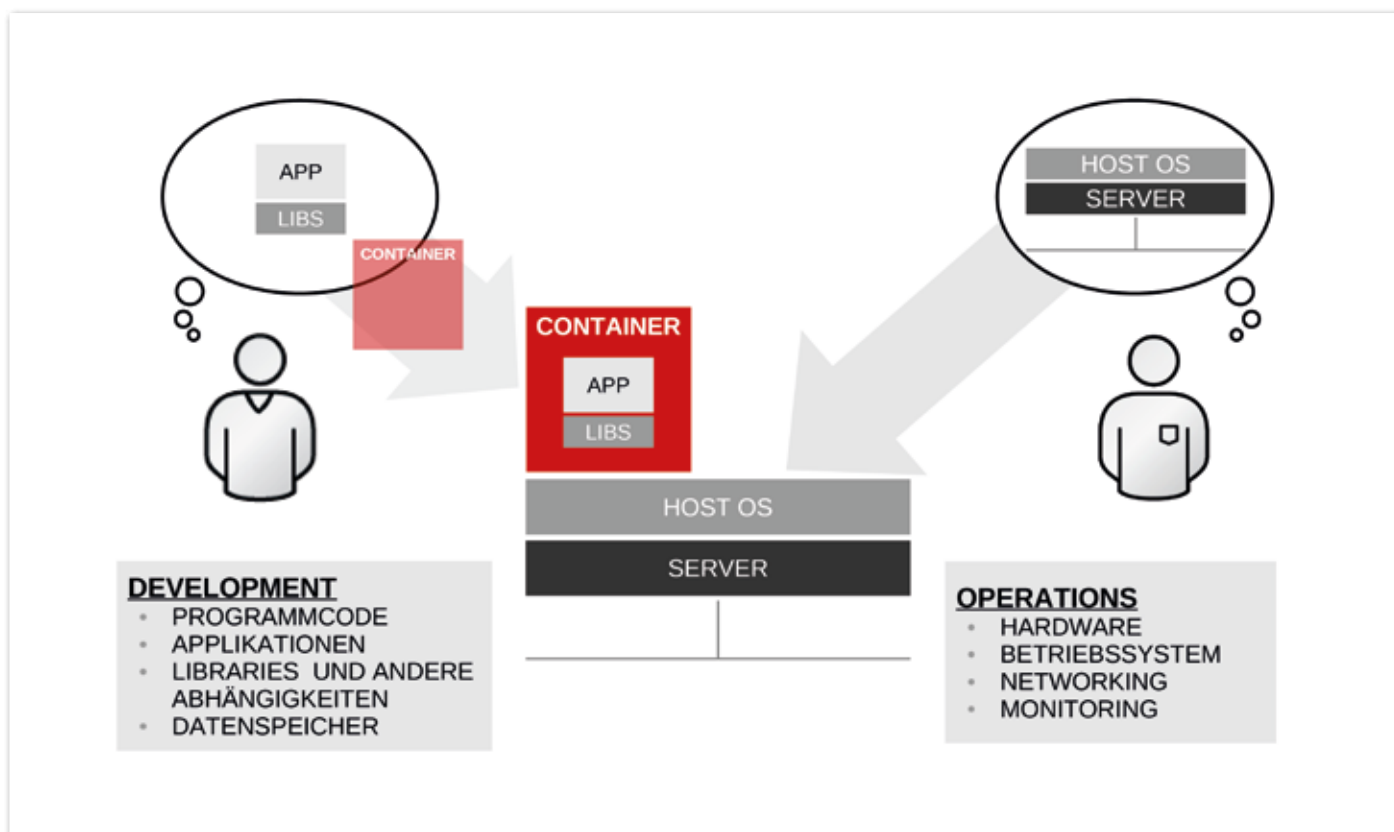 APP
LIBS
CONTAINER
HOST OS
SERVER
CONTAINER
APP
LIBS
HOST OS
SERVER
DEVELOPMENT
• PROGRAMMCODE
• APPLIKATIONEN
• LIBRARIES UND ANDERE
ABHÄNGIGKEITEN
• DATENSPEICHER
OPERATIONS
• HARDWARE
• BETRIEBSSYSTEM
• NETWORKING
• MONITORING